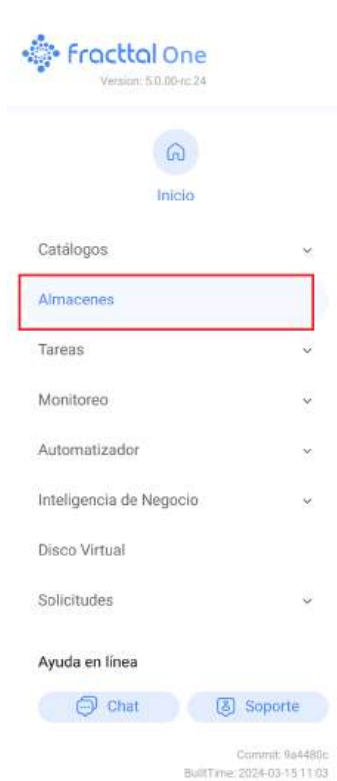 Fracttal One
Version: 5.0.00-rc.24
Inicio
Catálogos
Almacenes
Tareas
Monitoreo
Automatizador
Inteligencia de Negocio
Disco Virtual
Solicitudes
Ayuda en línea
Chat Soporte
Commit: 9a4480c
BuiltTime: 2024-03-15 11:03